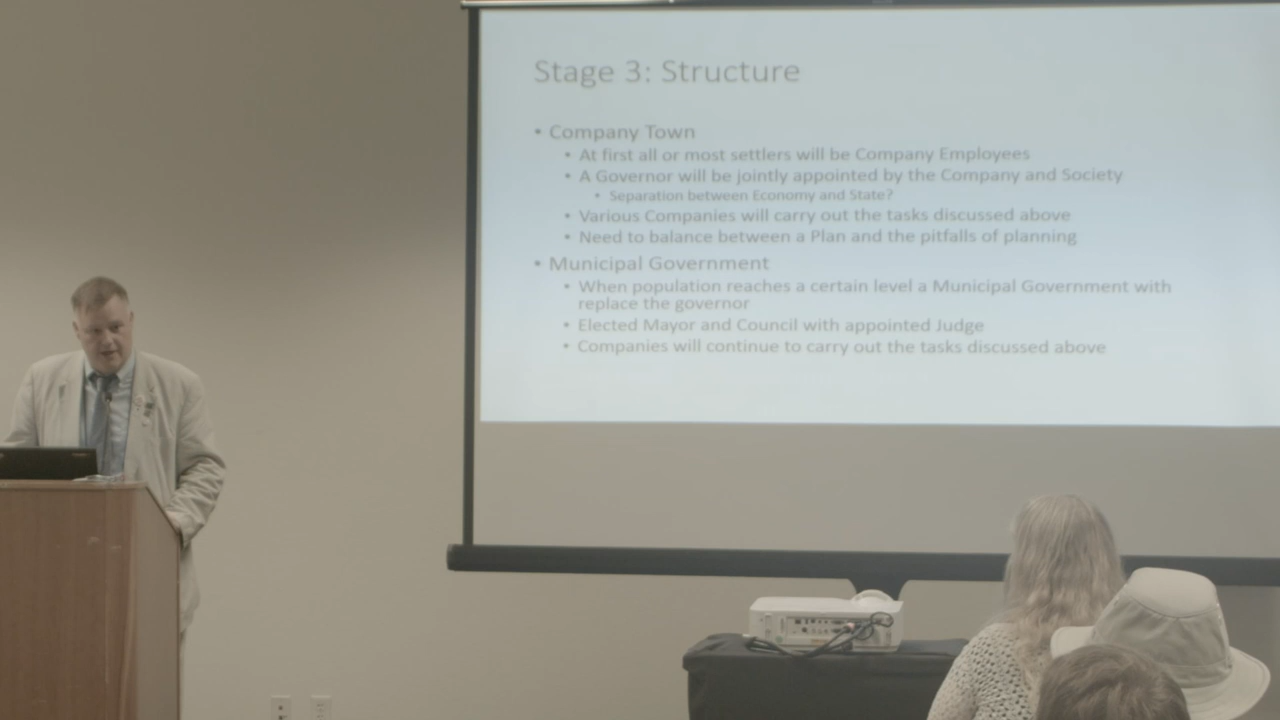 Stage 3: Structure
• Company Town
• At first all or most settlers will be Company Employees
• A Governor will be jointly appointed by the Company and Society
• Separation between Economy and State?
• Various Companies will carry out the tasks discussed above
• Need to balance between a Plan and the pitfalls of planning
• Municipal Government
• When population reaches a certain level a Municipal Government with
replace the governor
• Elected Mayor and Council with appointed Judge
• Companies will continue to carry out the tasks discussed above